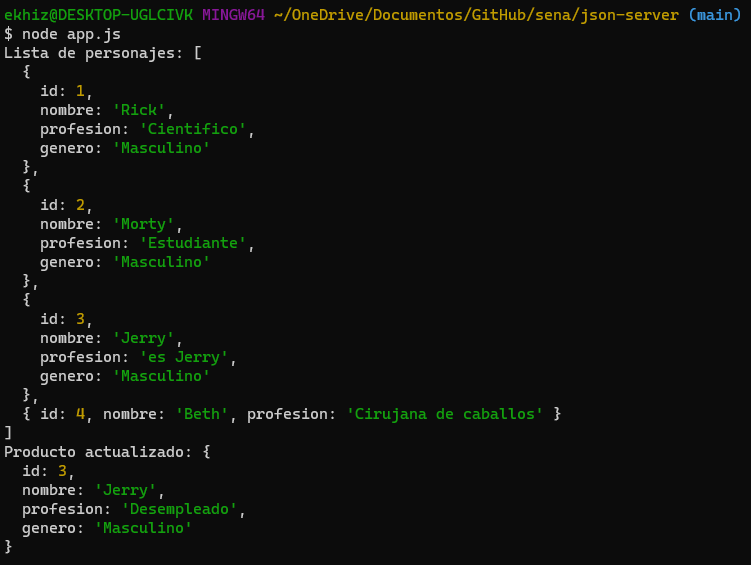 ekhiz@DESKTOP-UGLCIVK MINGW64 ~/OneDrive/Documentos/GitHub/sena/json-server (main)
$ node app.js
Lista de personajes: [
  {
    id: 1,
    nombre: 'Rick',
    profesion: 'Cientifico',
    genero: 'Masculino'
  },
  {
    id: 2,
    nombre: 'Morty',
    profesion: 'Estudiante',
    genero: 'Masculino'
  },
  {
    id: 3,
    nombre: 'Jerry',
    profesion: 'es Jerry',
    genero: 'Masculino'
  },
  { id: 4, nombre: 'Beth', profesion: 'Cirujana de caballos' }
]
Producto actualizado: {
  id: 3,
  nombre: 'Jerry',
  profesion: 'Desempleado',
  genero: 'Masculino'
}